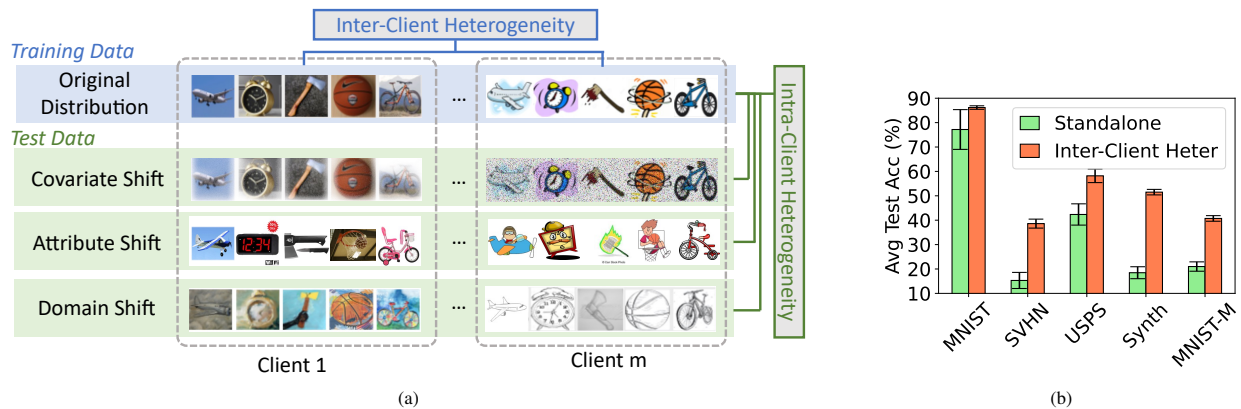 Inter-Client Heterogeneity
Training Data
Original
Distribution
...
Test Data
Covariate Shift
...
Attribute Shift
12:34
...
Domain Shift
...
Client 1
Client m
Intra-Client Heterogeneity
(a)
Avg Test Acc (%)
90
80
70
60
50
40
30
20
10
Standalone
Inter-Client Heter
MNIST
SVHN
USPS
Synth
MNIST-M
(b)